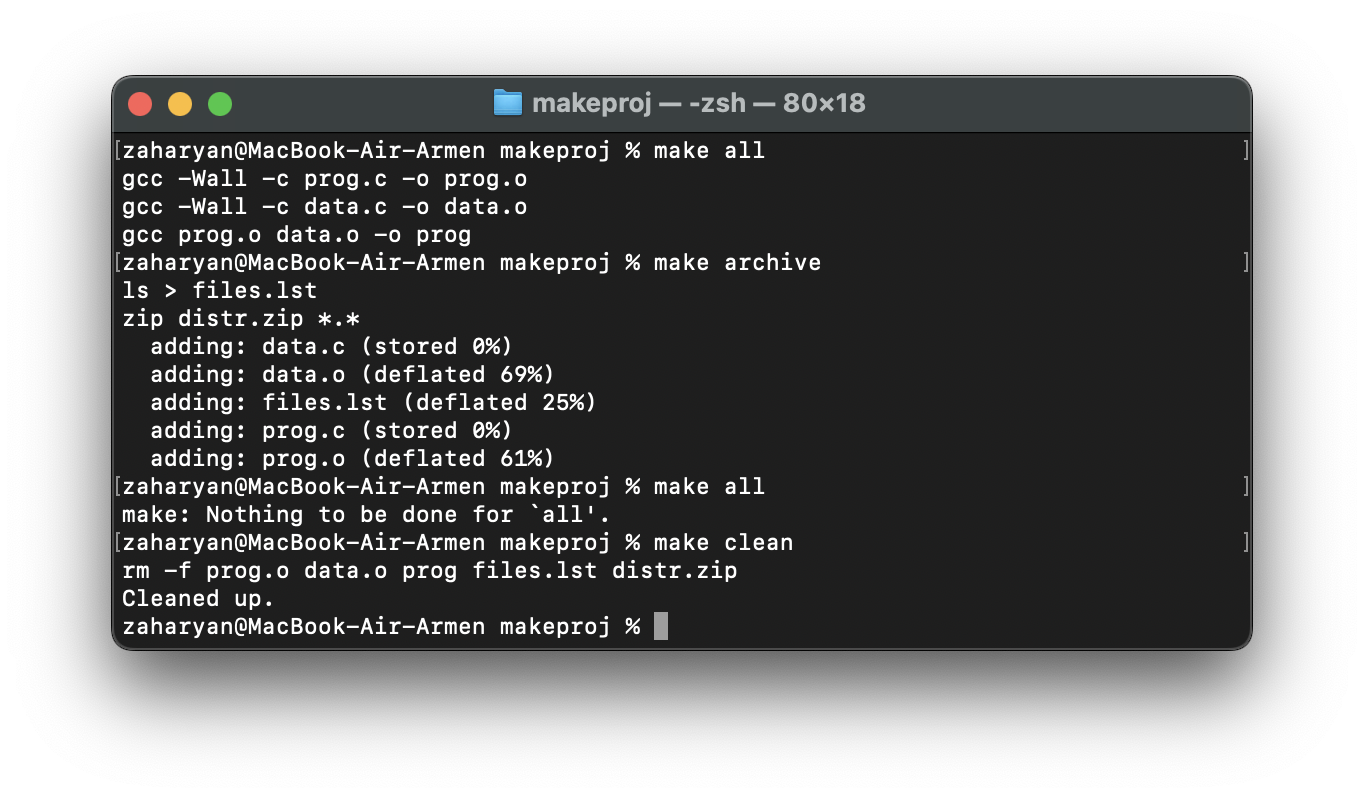 makeproj — -zsh — 80×18
[zaharyan@MacBook-Air-Armen makeproj % make all ]
gcc -Wall -c prog.c -o prog.o
gcc -Wall -c data.c -o data.o
gcc prog.o data.o -o prog
[zaharyan@MacBook-Air-Armen makeproj % make archive ]
ls > files.lst
zip distr.zip *.*
  adding: data.c (stored 0%)
  adding: data.o (deflated 69%)
  adding: files.lst (deflated 25%)
  adding: prog.c (stored 0%)
  adding: prog.o (deflated 61%)
[zaharyan@MacBook-Air-Armen makeproj % make all ]
make: Nothing to be done for `all'.
[zaharyan@MacBook-Air-Armen makeproj % make clean ]
rm -f prog.o data.o prog files.lst distr.zip
Cleaned up.
zaharyan@MacBook-Air-Armen makeproj %